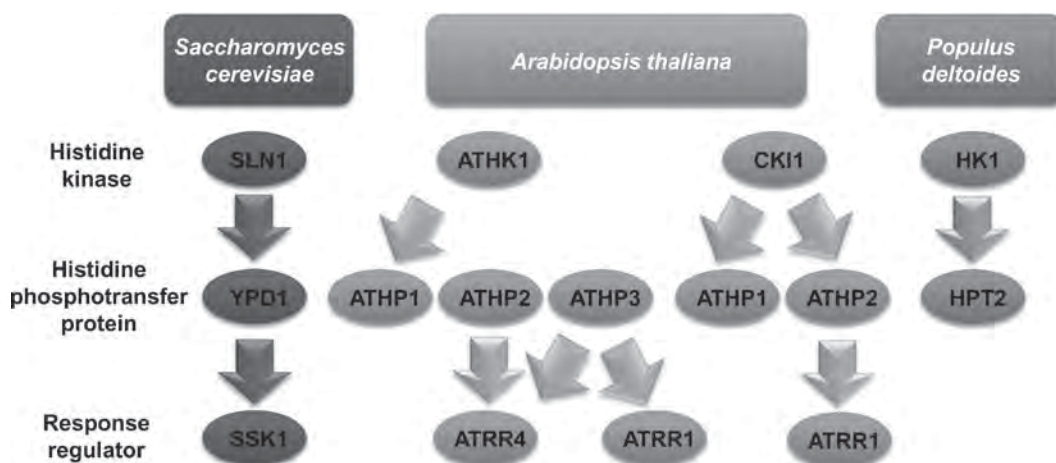 Saccharomyces
cerevisiae
Arabidopsis thaliana
Populus
deltoides
Histidine
kinase
SLN1
ATHK1
CKI1
HK1
Histidine
phosphotransfer
protein
YPD1
ATHP1
ATHP2
ATHP3
ATHP1
ATHP2
HPT2
Response
regulator
SSK1
ATRR4
ATRR1
ATRR1